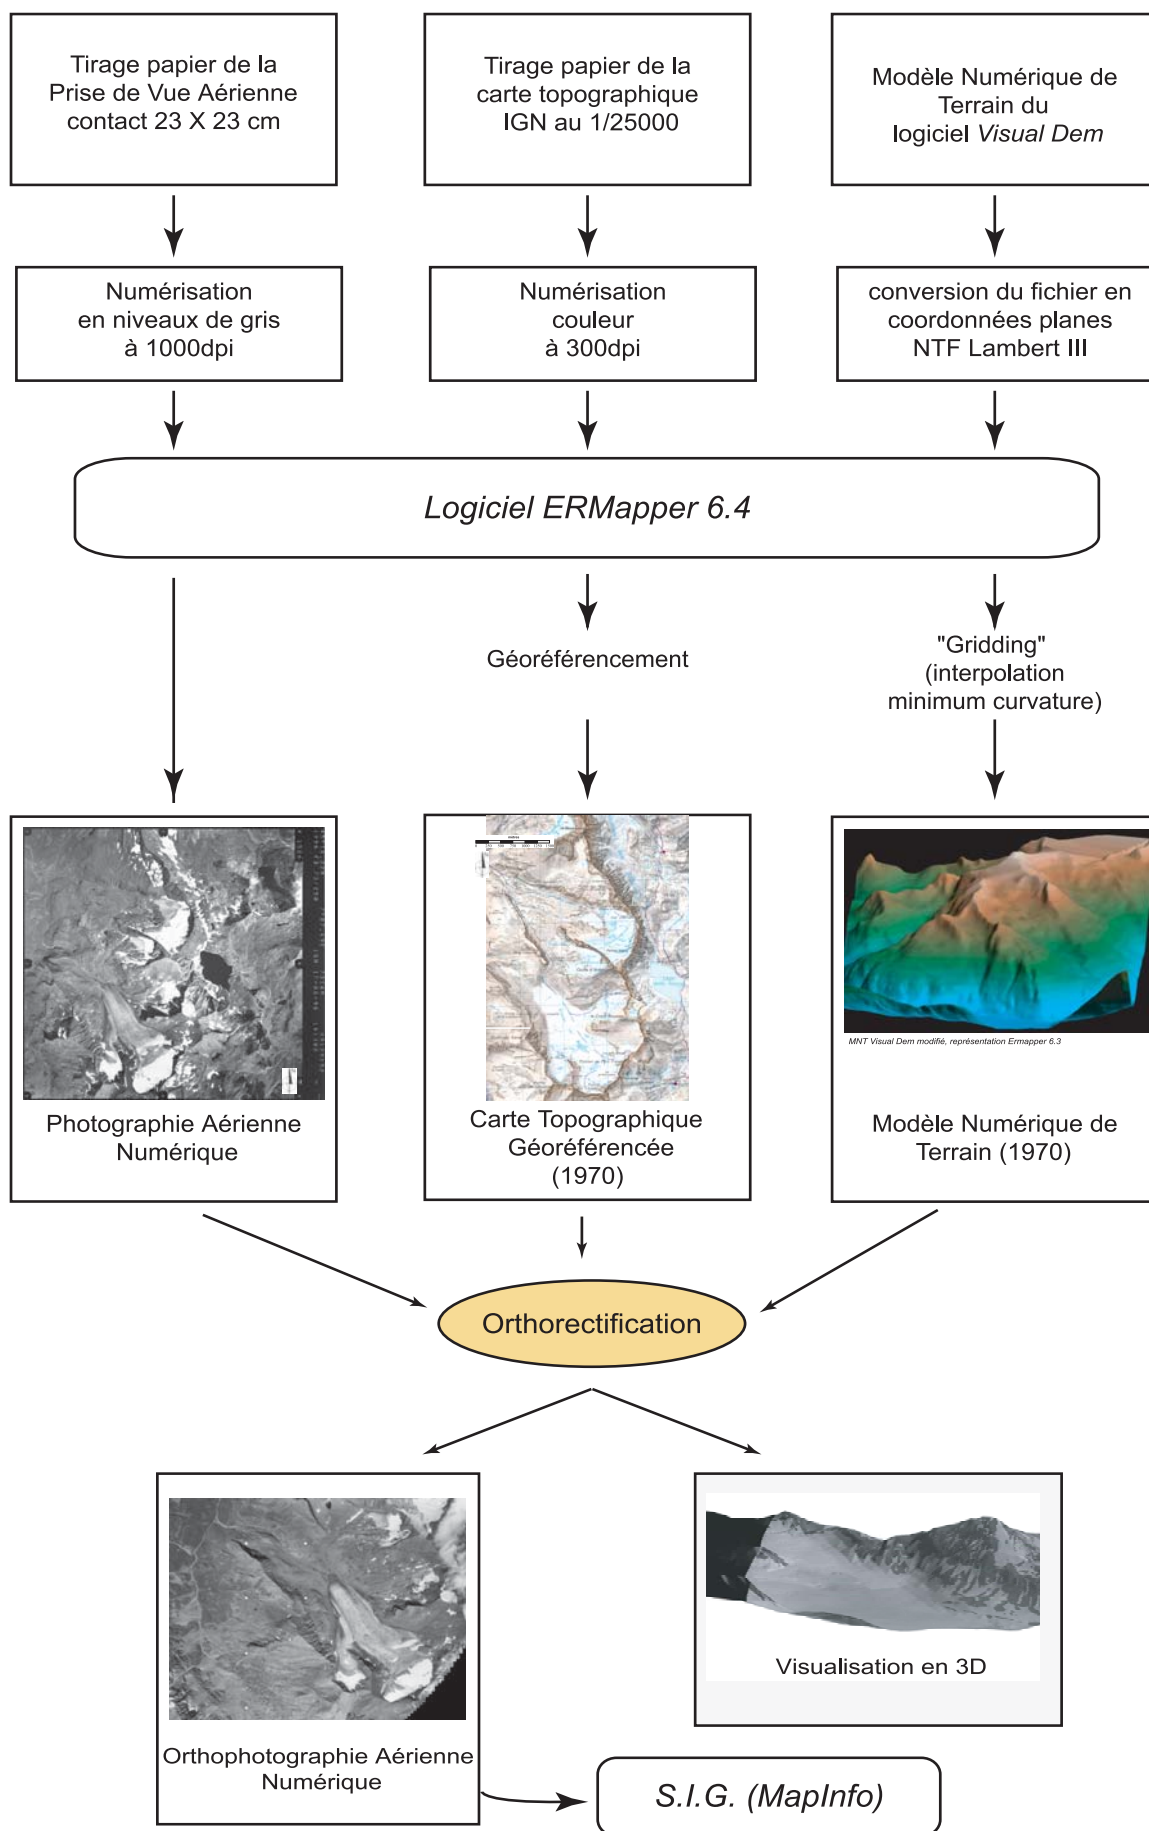 Tirage papier de la
Prise de Vue Aérienne
contact 23 X 23 cm
Tirage papier de la
carte topographique
IGN au 1/25000
Modèle Numérique de
Terrain du
logiciel Visual Dem
Numérisation
en niveaux de gris
à 1000dpi
Numérisation
couleur
à 300dpi
conversion du fichier en
coordonnées planes
NTF Lambert III
Logiciel ERMapper 6.4
Géoréférencement
"Gridding"
(interpolation
minimum curvature)
MNT Visual Dem modifié, représentation Ermapper 6.3
Photographie Aérienne
Numérique
Carte Topographique
Géoréférencée
(1970)
Modèle Numérique de
Terrain (1970)
Orthorectification
Orthophotographie Aérienne
Numérique
Visualisation en 3D
S.I.G. (MapInfo)